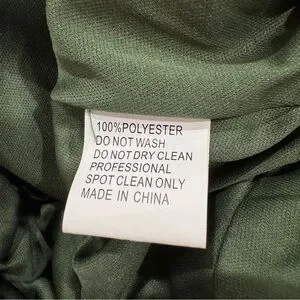 100%POLYESTER
DO NOT WASH
DO NOT DRY CLEAN
PROFESSIONAL
SPOT CLEAN ONLY
MADE IN CHINA